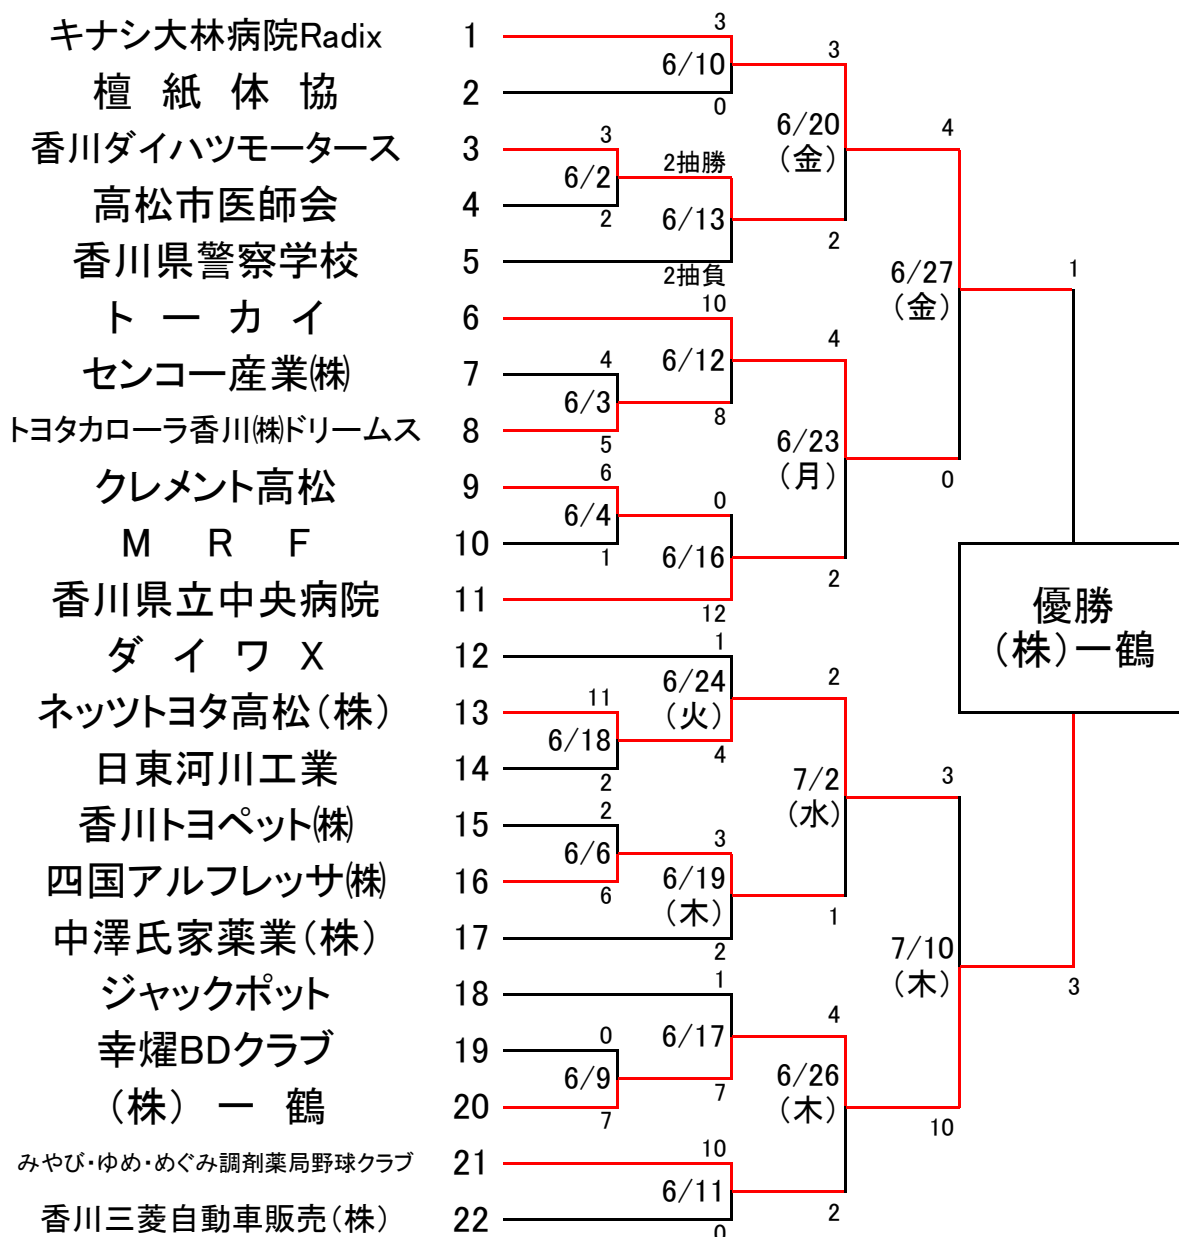 キナシ大林病院Radix 1
檀 紙 体 協 2
香川ダイハツモータース 3
高松市医師会 4
香川県警察学校 5
ト ー カ イ 6
センコー産業㈱ 7
トヨタカローラ香川㈱ドリームス 8
クレメント高松 9
M R F 10
香川県立中央病院 11
ダ イ ワ X 12
ネッツトヨタ高松（株） 13
日東河川工業 14
香川トヨペット㈱ 15
四国アルフレッサ㈱ 16
中澤氏家薬業（株） 17
ジャックポット 18
幸燿BDクラブ 19
（株） 一 鶴 20
みやび・ゆめ・めぐみ調剤薬局野球クラブ 21
香川三菱自動車販売（株） 22
3
6/2
2
4
6/3
5
6
6/4
1
11
6/18
2
2
6/6
6
0
6/9
7
3
6/10
0
2抽勝
6/13
2抽負
10
6/12
8
0
6/16
12
1
6/24
（火）
4
3
6/19
（木）
2
1
6/17
7
10
6/11
0
3
6/20
（金）
2
4
6/23
（月）
2
2
7/2
（水）
1
4
6/26
（木）
2
4
6/27
（金）
0
3
7/10
（木）
10
1
優勝
（株）一鶴
3